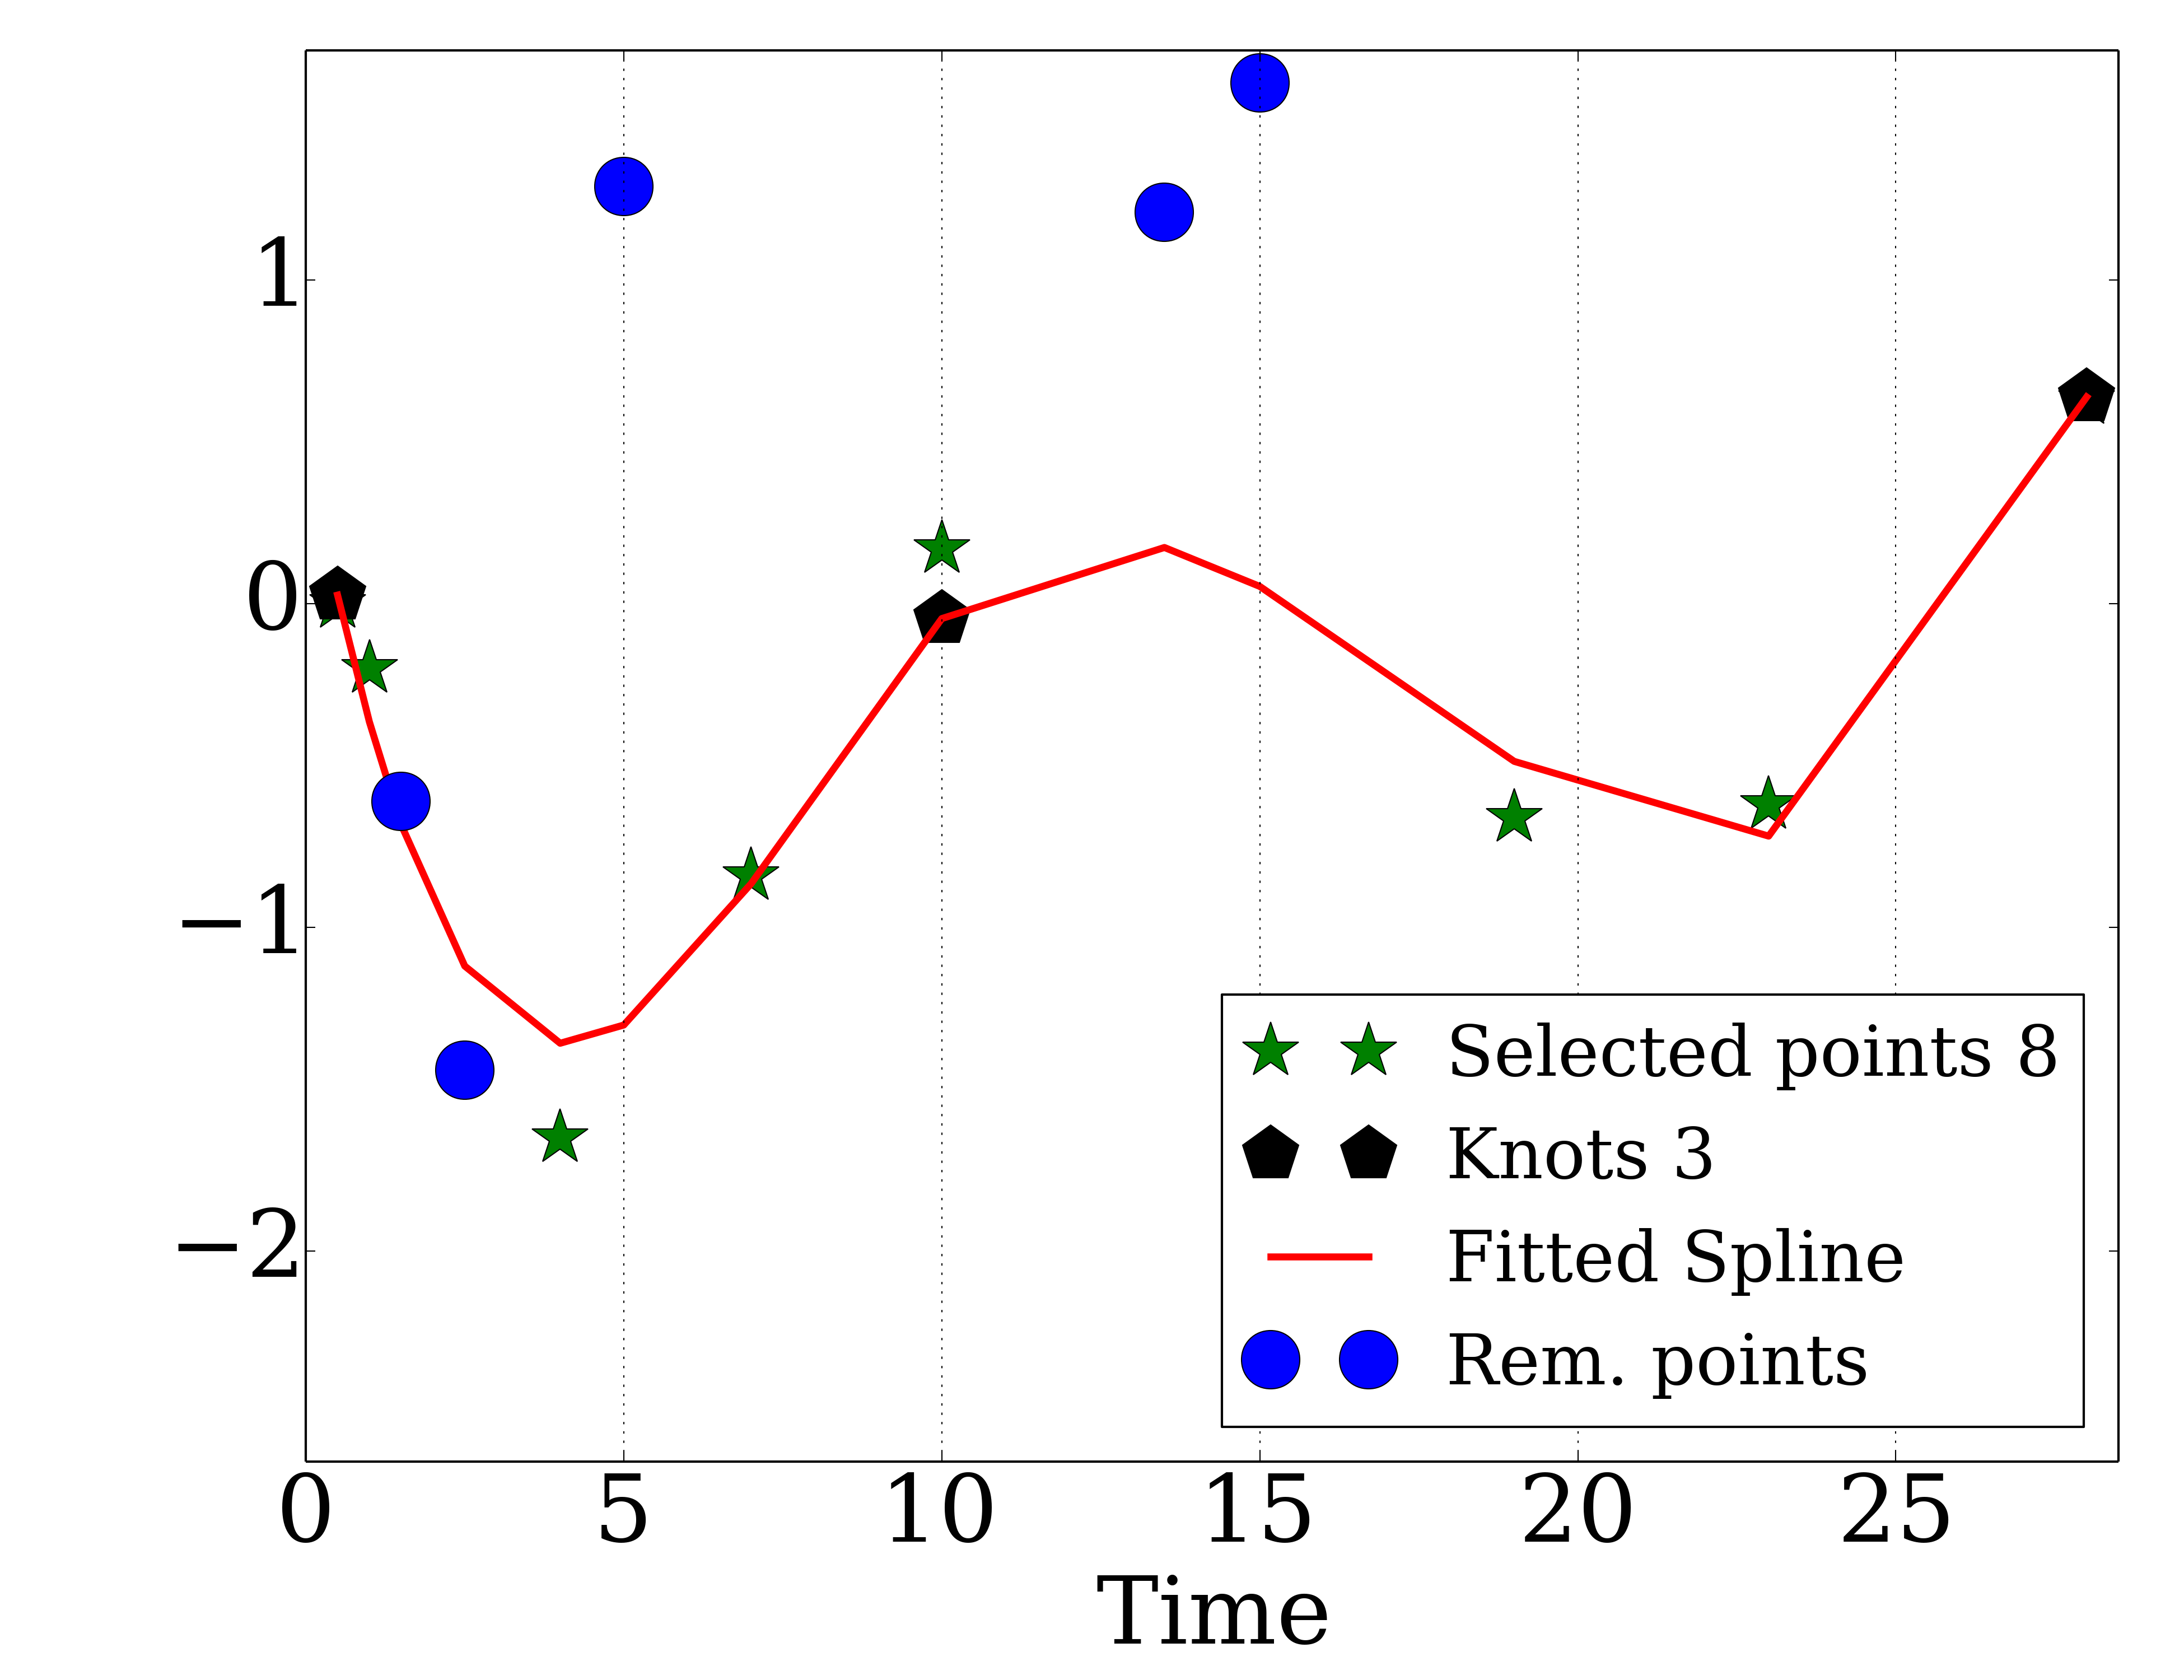 1
0
−1
−2
Selected points 8
Knots 3
Fitted Spline
Rem. points
0 5 10 15 20 25
Time